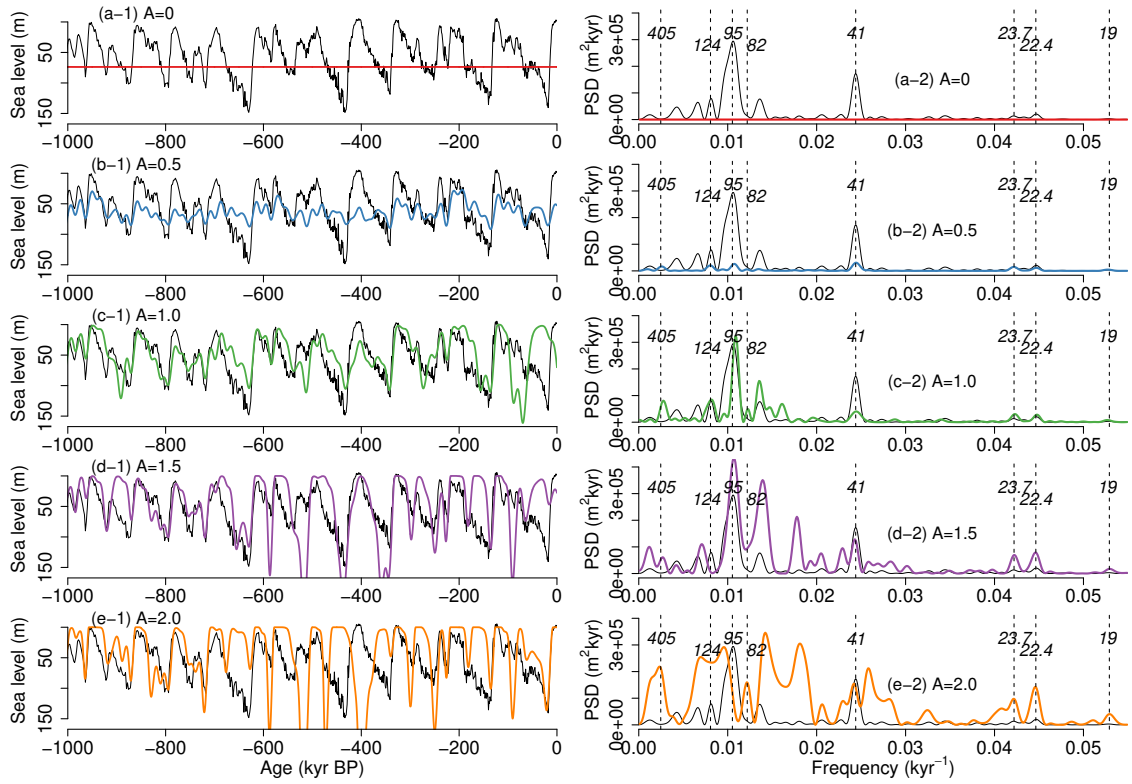 (a−1) A=0
Sea level (m)
50
150
−1000 −800 −600 −400 −200 0
PSD (m²kyr)
0e+00 3e+05
405 124 95 82 41 23.7 22.4 19
(a−2) A=0
0.00 0.01 0.02 0.03 0.04 0.05
(b−1) A=0.5
Sea level (m)
50
150
−1000 −800 −600 −400 −200 0
PSD (m²kyr)
0e+00 3e+05
405 124 95 82 41 23.7 22.4 19
(b−2) A=0.5
0.00 0.01 0.02 0.03 0.04 0.05
(c−1) A=1.0
Sea level (m)
50
150
−1000 −800 −600 −400 −200 0
PSD (m²kyr)
0e+00 3e+05
405 124 95 82 41 23.7 22.4 19
(c−2) A=1.0
0.00 0.01 0.02 0.03 0.04 0.05
(d−1) A=1.5
Sea level (m)
50
150
−1000 −800 −600 −400 −200 0
PSD (m²kyr)
0e+00 3e+05
405 124 95 82 41 23.7 22.4 19
(d−2) A=1.5
0.00 0.01 0.02 0.03 0.04 0.05
(e−1) A=2.0
Sea level (m)
50
150
−1000 −800 −600 −400 −200 0
Age (kyr BP)
PSD (m²kyr)
0e+00 3e+05
405 124 95 82 41 23.7 22.4 19
(e−2) A=2.0
0.00 0.01 0.02 0.03 0.04 0.05
Frequency (kyr⁻¹)